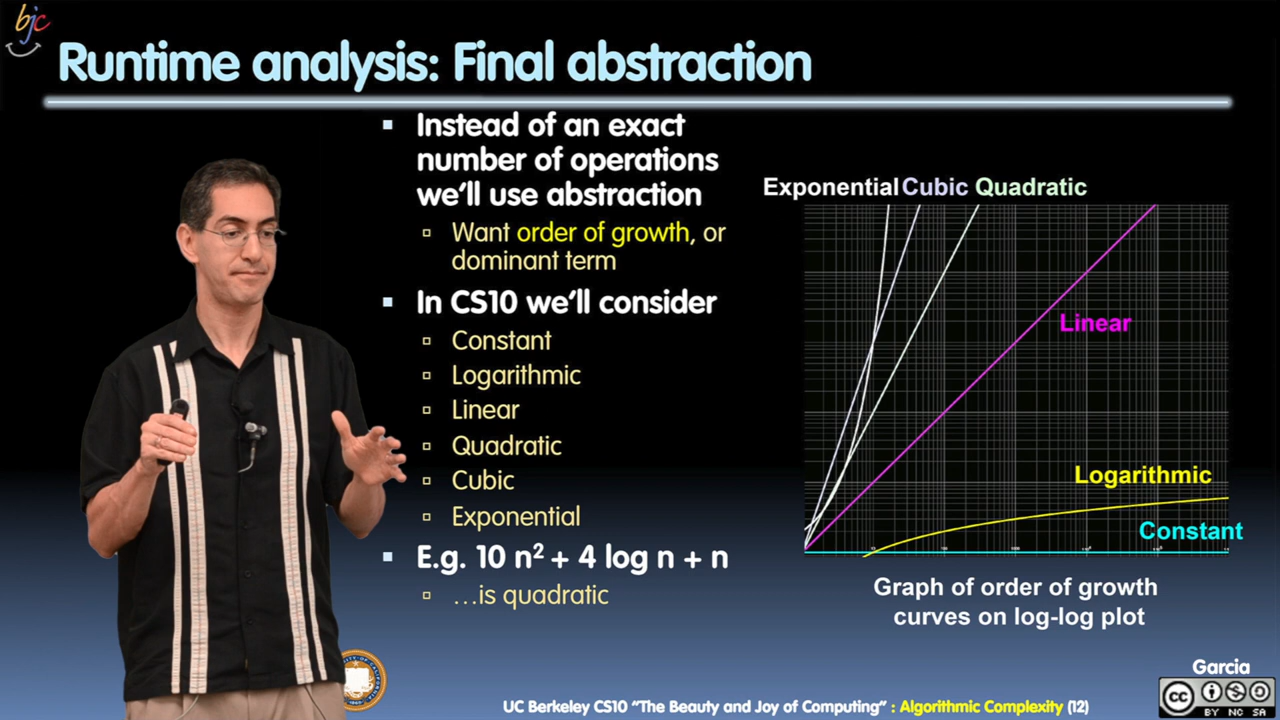 bjc
Runtime analysis: Final abstraction
▪ Instead of an exact
number of operations
we’ll use abstraction
▫ Want order of growth, or
dominant term
▪ In CS10 we’ll consider
▫ Constant
▫ Logarithmic
▫ Linear
▫ Quadratic
▫ Cubic
▫ Exponential
▪ E.g. 10 n² + 4 log n + n
▫ …is quadratic
Exponential Cubic Quadratic
Linear
Logarithmic
Constant
Graph of order of growth
curves on log-log plot
Garcia
cc
BY NC SA
UC Berkeley CS10 “The Beauty and Joy of Computing” : Algorithmic Complexity (12)